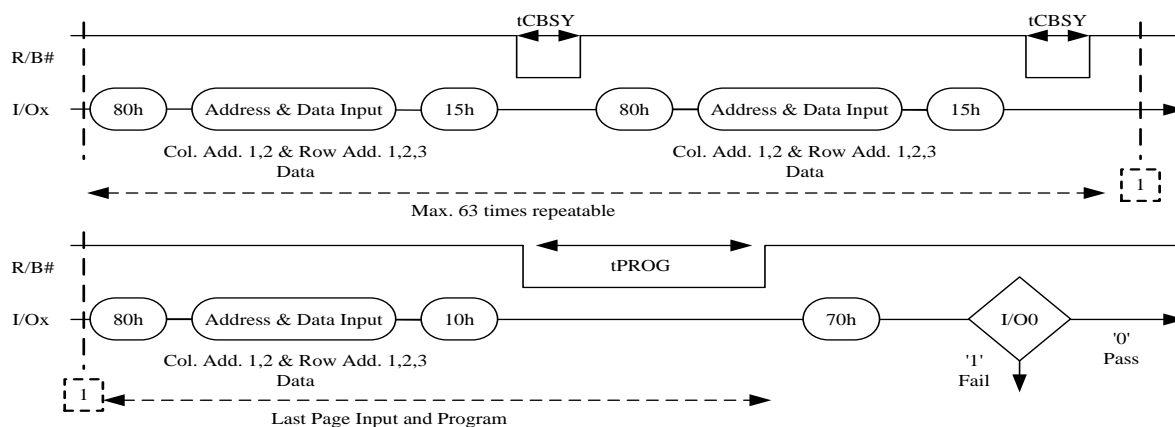 tCBSY tCBSY
R/B#
I/Ox 80h Address & Data Input 15h 80h Address & Data Input 15h
Col. Add. 1,2 & Row Add. 1,2,3 Col. Add. 1,2 & Row Add. 1,2,3
Data Data
1
Max. 63 times repeatable
R/B#
tPROG
I/Ox 80h Address & Data Input 10h 70h I/O0
'0'
Pass
'1'
Fail
Col. Add. 1,2 & Row Add. 1,2,3
Data
1
Last Page Input and Program